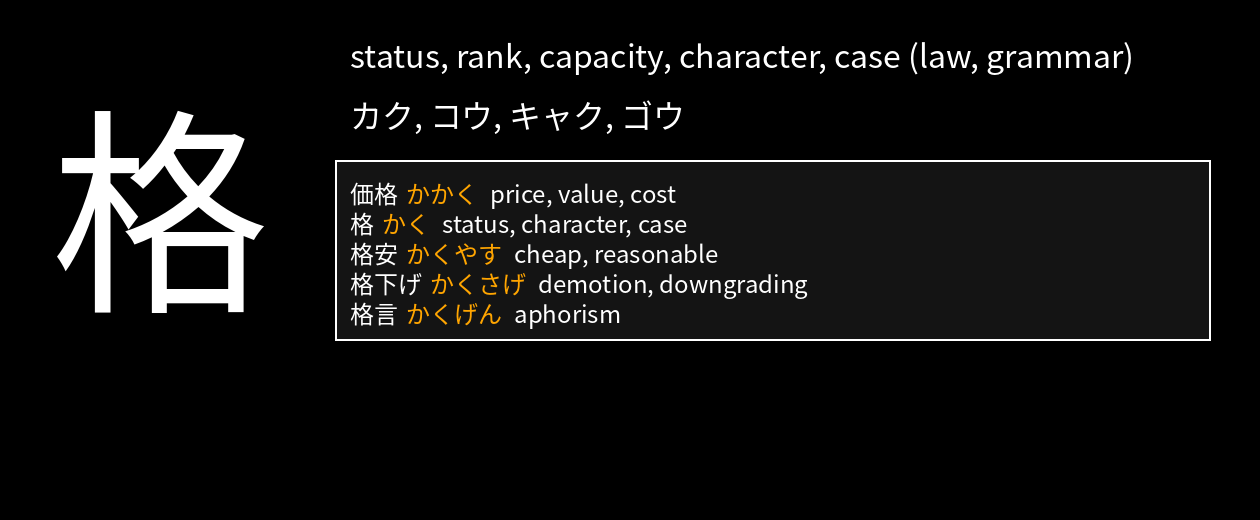 格
status, rank, capacity, character, case (law, grammar)
カク, コウ, キャク, ゴウ
価格 かかく price, value, cost
格 かく status, character, case
格安 かくやす cheap, reasonable
格下げ かくさげ demotion, downgrading
格言 かくげん aphorism